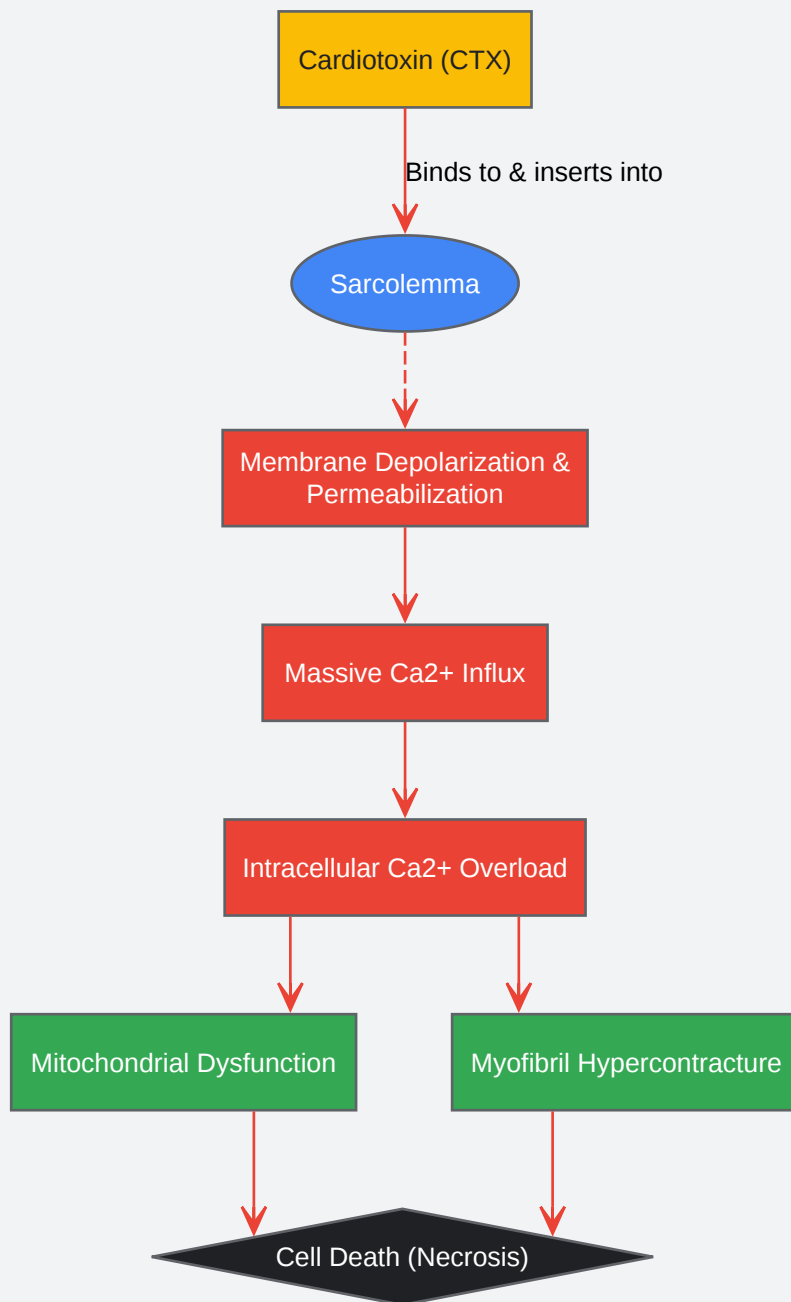 Cardiotoxin (CTX)
Binds to & inserts into
Sarcolemma
Membrane Depolarization &
Permeabilization
Massive Ca2+ Influx
Intracellular Ca2+ Overload
Mitochondrial Dysfunction
Myofibril Hypercontracture
Cell Death (Necrosis)